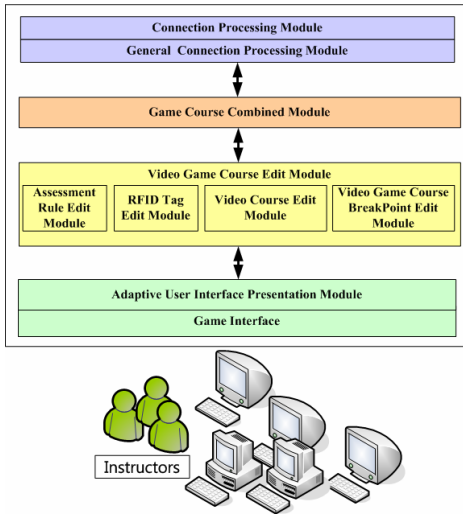 Connection Processing Module
General Connection Processing Module
Game Course Combined Module
Video Game Course Edit Module
Assessment
Rule Edit
Module
RFID Tag
Edit Module
Video Course Edit
Module
Video Game Course
BreakPoint Edit
Module
Adaptive User Interface Presentation Module
Game Interface
Instructors